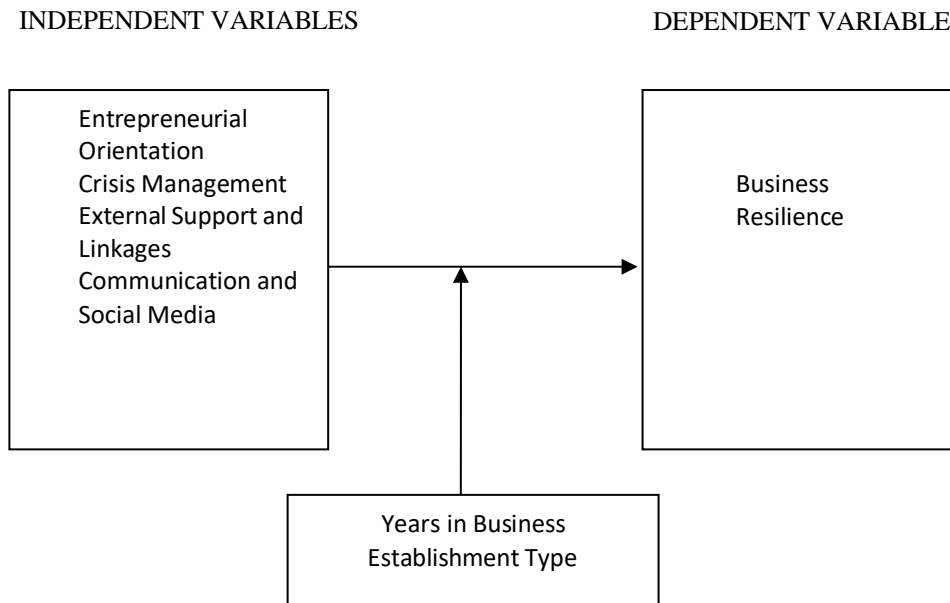 INDEPENDENT VARIABLES
DEPENDENT VARIABLE
Entrepreneurial
Orientation
Crisis Management
External Support and
Linkages
Communication and
Social Media
Business
Resilience
Years in Business
Establishment Type